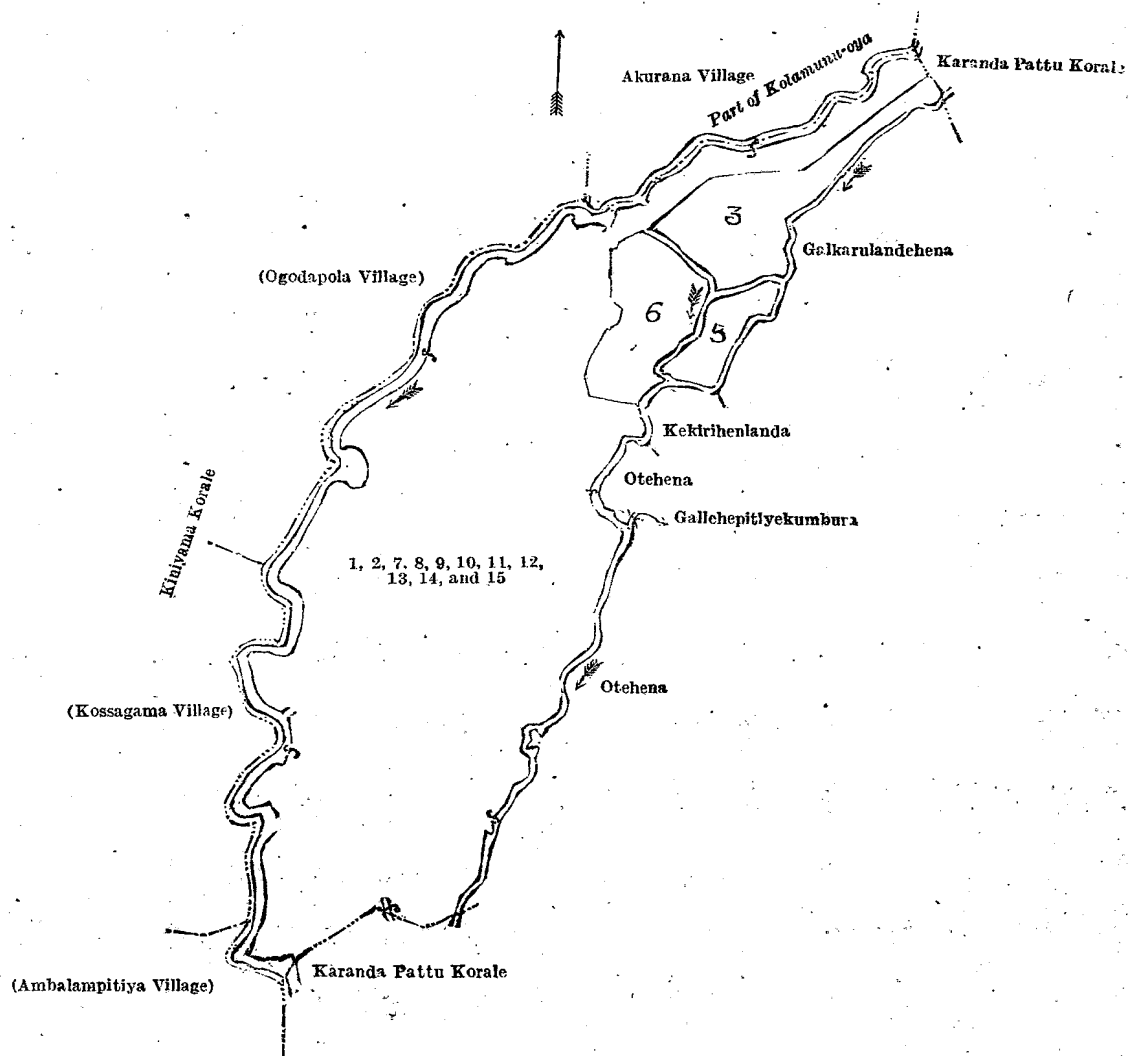 Akurana Village
Part of Kolamunu-oya
Karanda Pattu Korale
3
Galkarulandehena
(Ogodapola Village)
6
5
Kekirihenlanda
Otehena
Gallchepitiyekumbura
Kiniyama Korale
1, 2, 7, 8, 9, 10, 11, 12,
13, 14, and 15
Otehena
(Kossagama Village)
Karanda Pattu Korale
(Ambalampitiya Village)